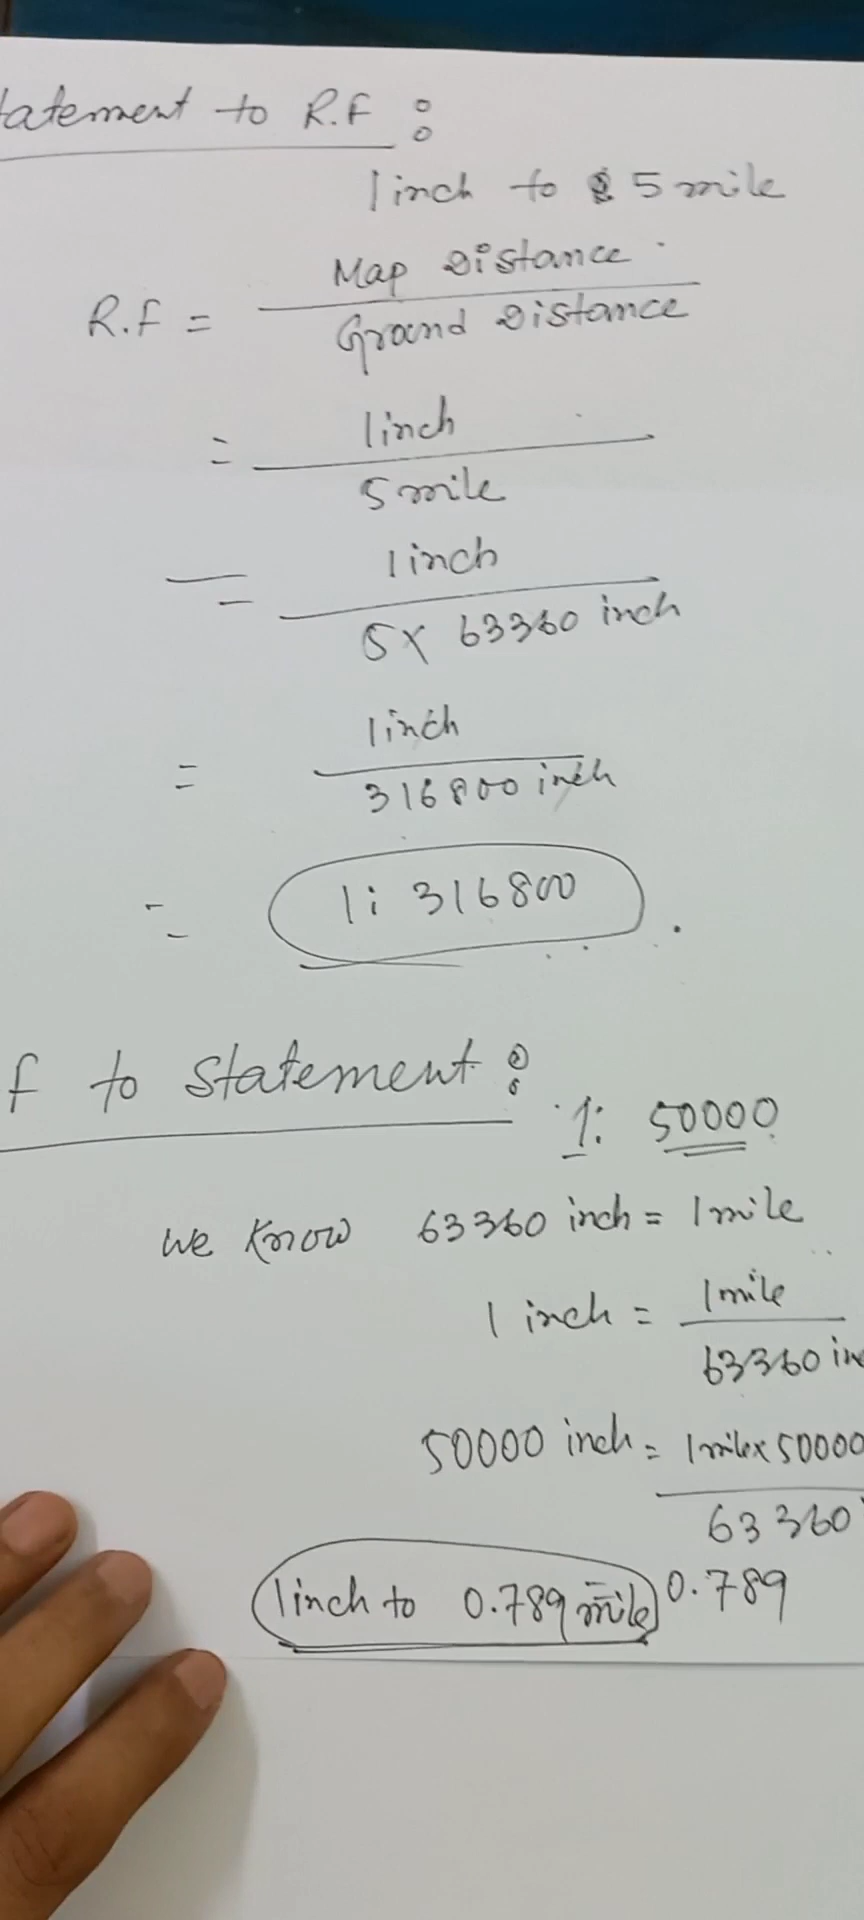 tatement to R.F :
1 inch to 5 mile
R.F = Map Distance
Ground Distance
= 1 inch
5 mile
= 1 inch
5 x 63360 inch
= 1 inch
316800 inch
= 1: 316800
f to statement :
1: 50000
we know 63360 inch = 1 mile
1 inch = 1 mile
63360 in
50000 inch = 1 mile x 50000
63360
1 inch to 0.789 mile 0.789